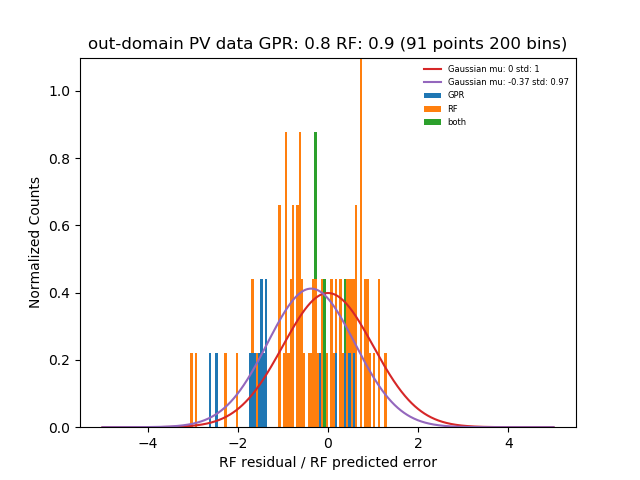 out-domain PV data GPR: 0.8 RF: 0.9 (91 points 200 bins)
Gaussian mu: 0 std: 1
Gaussian mu: -0.37 std: 0.97
GPR
RF
both
Normalized Counts
1.0
0.8
0.6
0.4
0.2
0.0
−4 −2 0 2 4
RF residual / RF predicted error